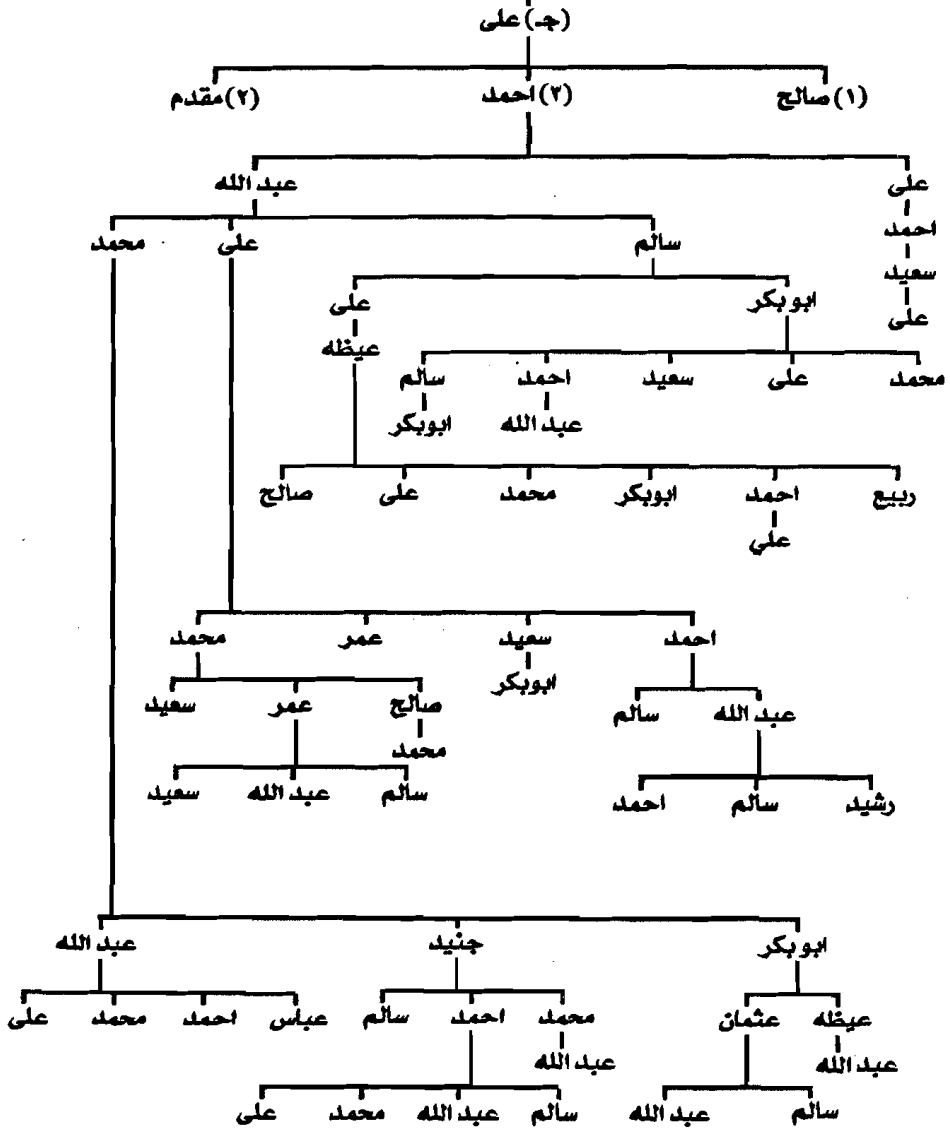 (جـ) على
(١) صالح (٢) احمد (٢) مقدم
على عبد الله
احمد
سالم على محمد
سعيد
ابوبكر على
على
عيظه
محمد على سعيد احمد سالم
عبد الله ابوبكر
ربيع احمد ابوبكر محمد على صالح
علي
احمد سعيد عمر محمد
ابوبكر
عبد الله سالم صالح عمر سعيد
محمد
رشيد سالم احمد سالم عبد الله سعيد
ابوبكر جنيد عبد الله
عيظه عثمان محمد احمد سالم عباس احمد محمد على
عبد الله عبد الله
سالم عبد الله سالم عبد الله محمد على